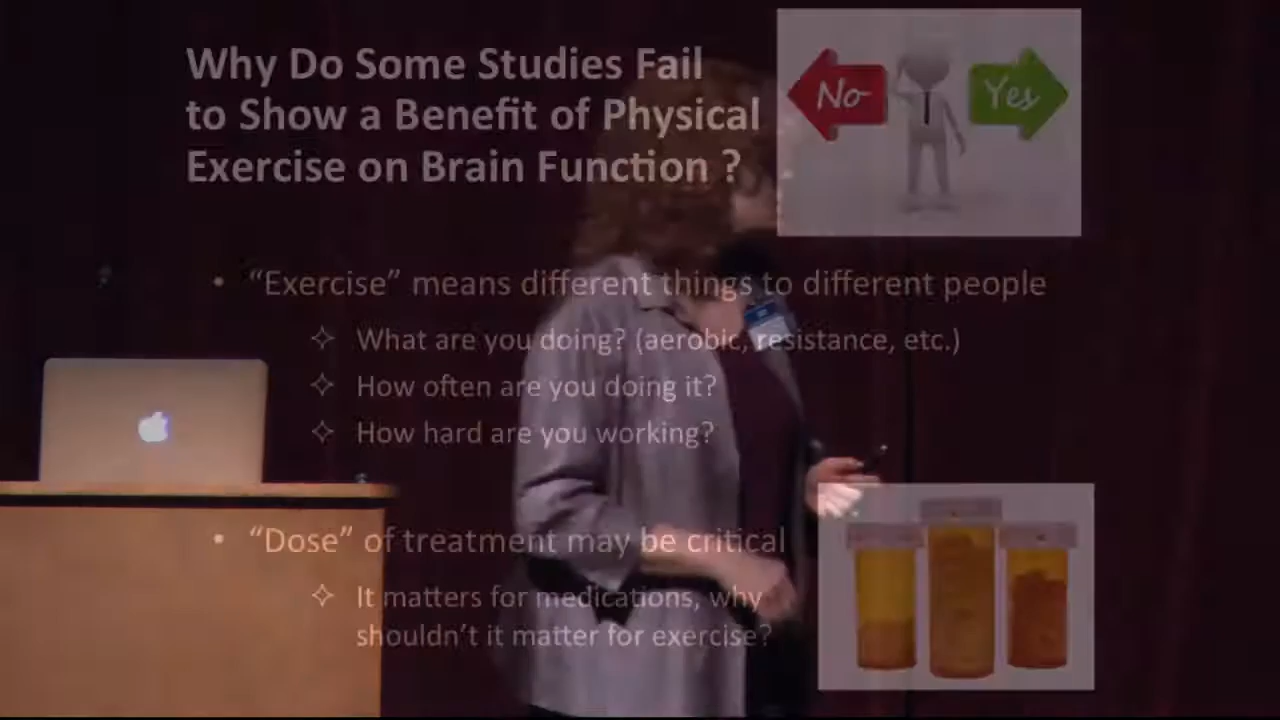 Why Do Some Studies Fail
to Show a Benefit of Physical
Exercise on Brain Function ?
No
Yes
• “Exercise” means different things to different people
✧ What are you doing? (aerobic, resistance, etc.)
✧ How often are you doing it?
✧ How hard are you working?
• “Dose” of treatment may be critical
✧ It matters for medications, why
shouldn’t it matter for exercise?